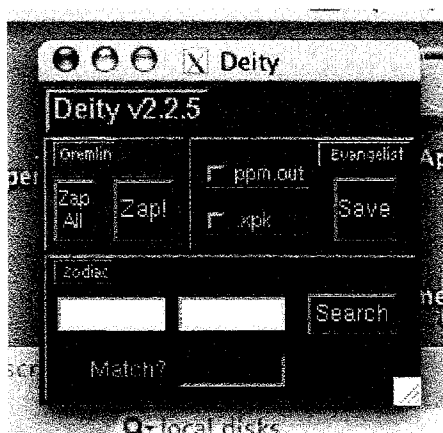 X Deity
Deity v2.2.5
Gremlin
Evangelist
Zap All
Zap!
ppm.out
.xpk
Save
Zodiac
Search
Match?
local disks